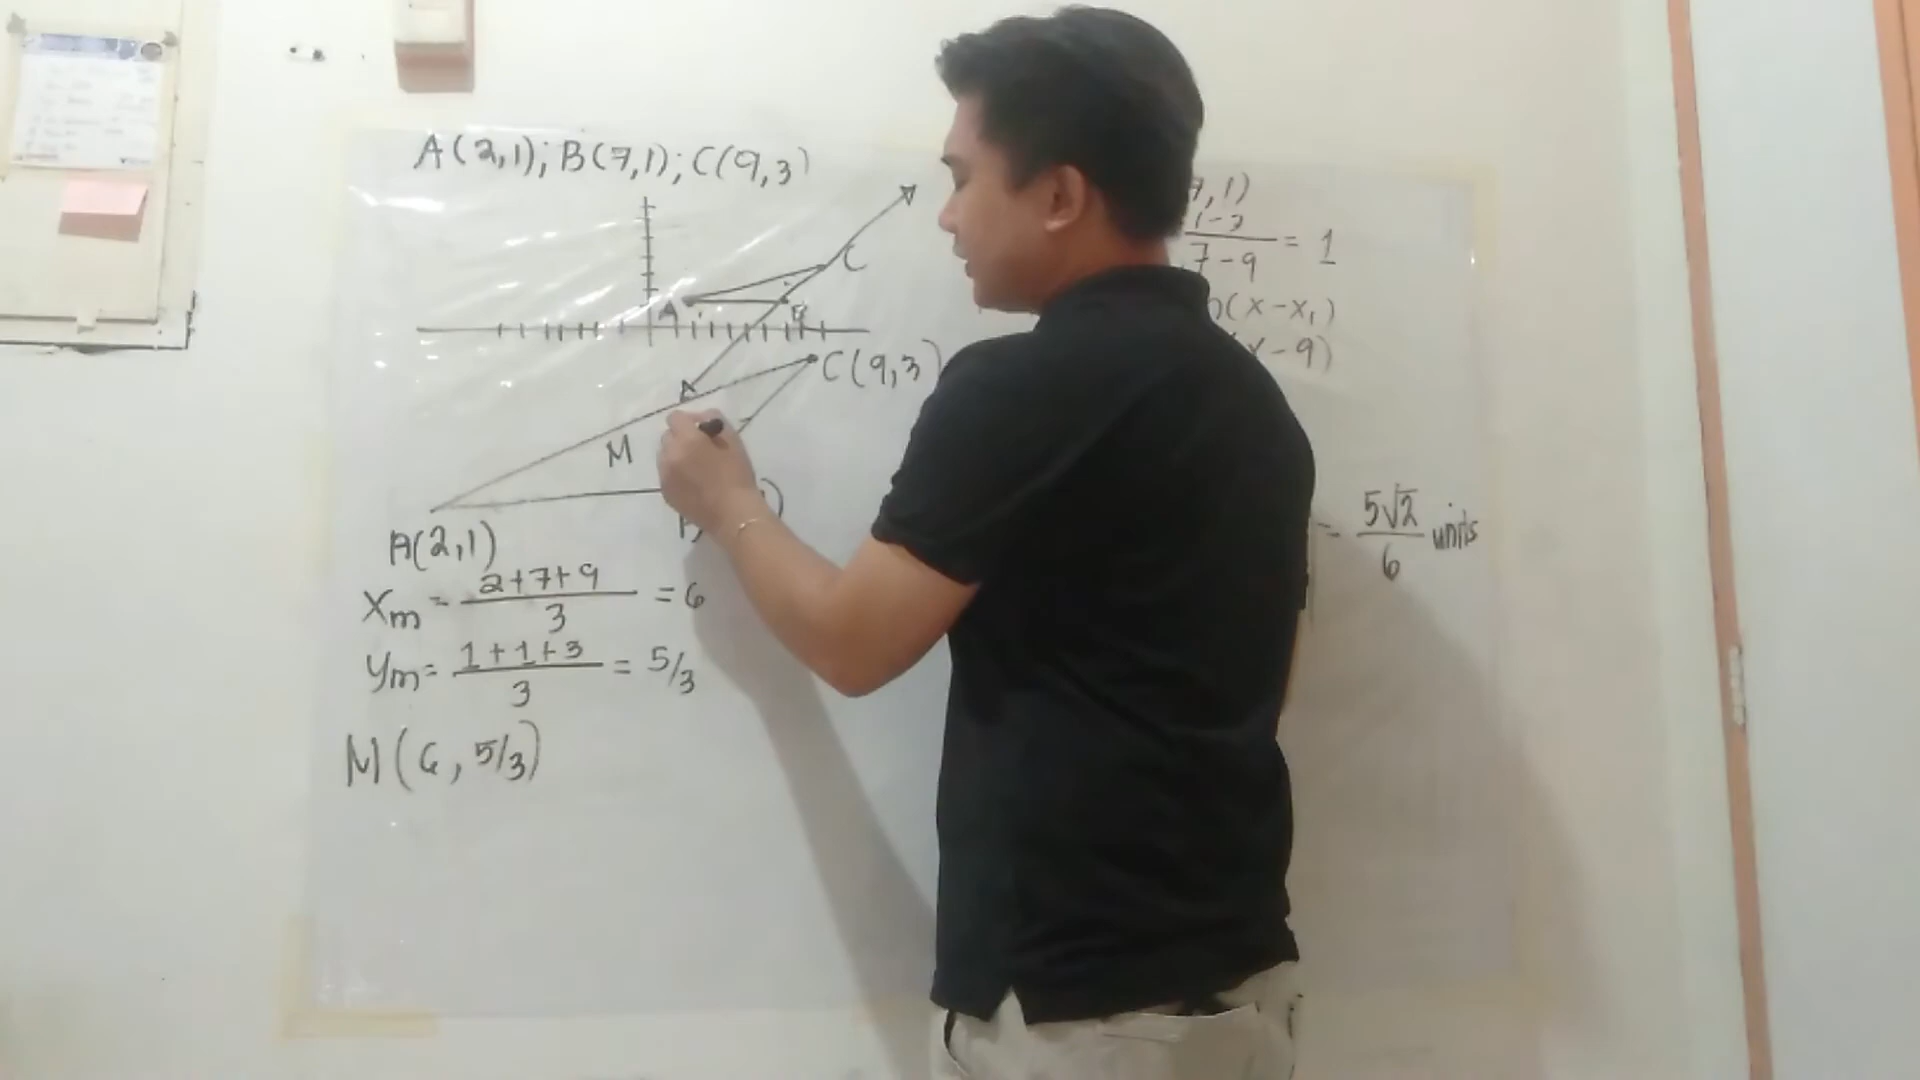 A(2,1); B(7,1); C(9,3)
C
A
B
C(9,3)
M
A(2,1)
Xm = 2+7+9/3 = 6
ym = 1+1+3/3 = 5/3
M(6, 5/3)
7,1)
1-3/7-9 = 1
(x-x₁)
x-9)
= 5√2/6 units